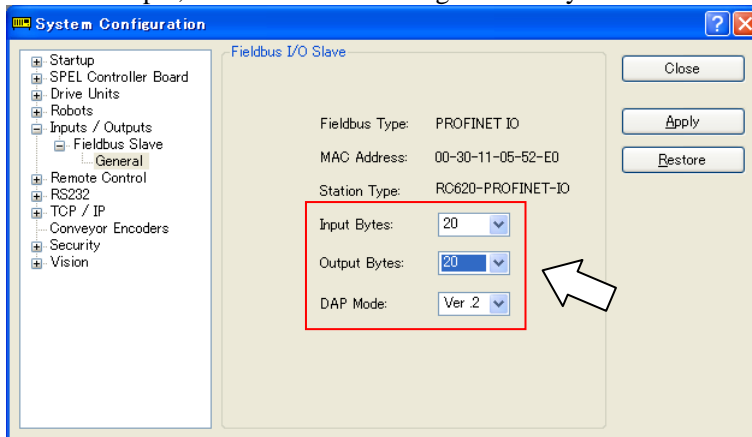 System Configuration
Startup
SPEL Controller Board
Drive Units
Robots
Inputs / Outputs
Fieldbus Slave
General
Remote Control
RS232
TCP / IP
Conveyor Encoders
Security
Vision
Fieldbus I/O Slave
Fieldbus Type: PROFINET IO
MAC Address: 00-30-11-05-52-E0
Station Type: RC620-PROFINET-IO
Input Bytes: 20
Output Bytes: 20
DAP Mode: Ver .2
Close
Apply
Restore